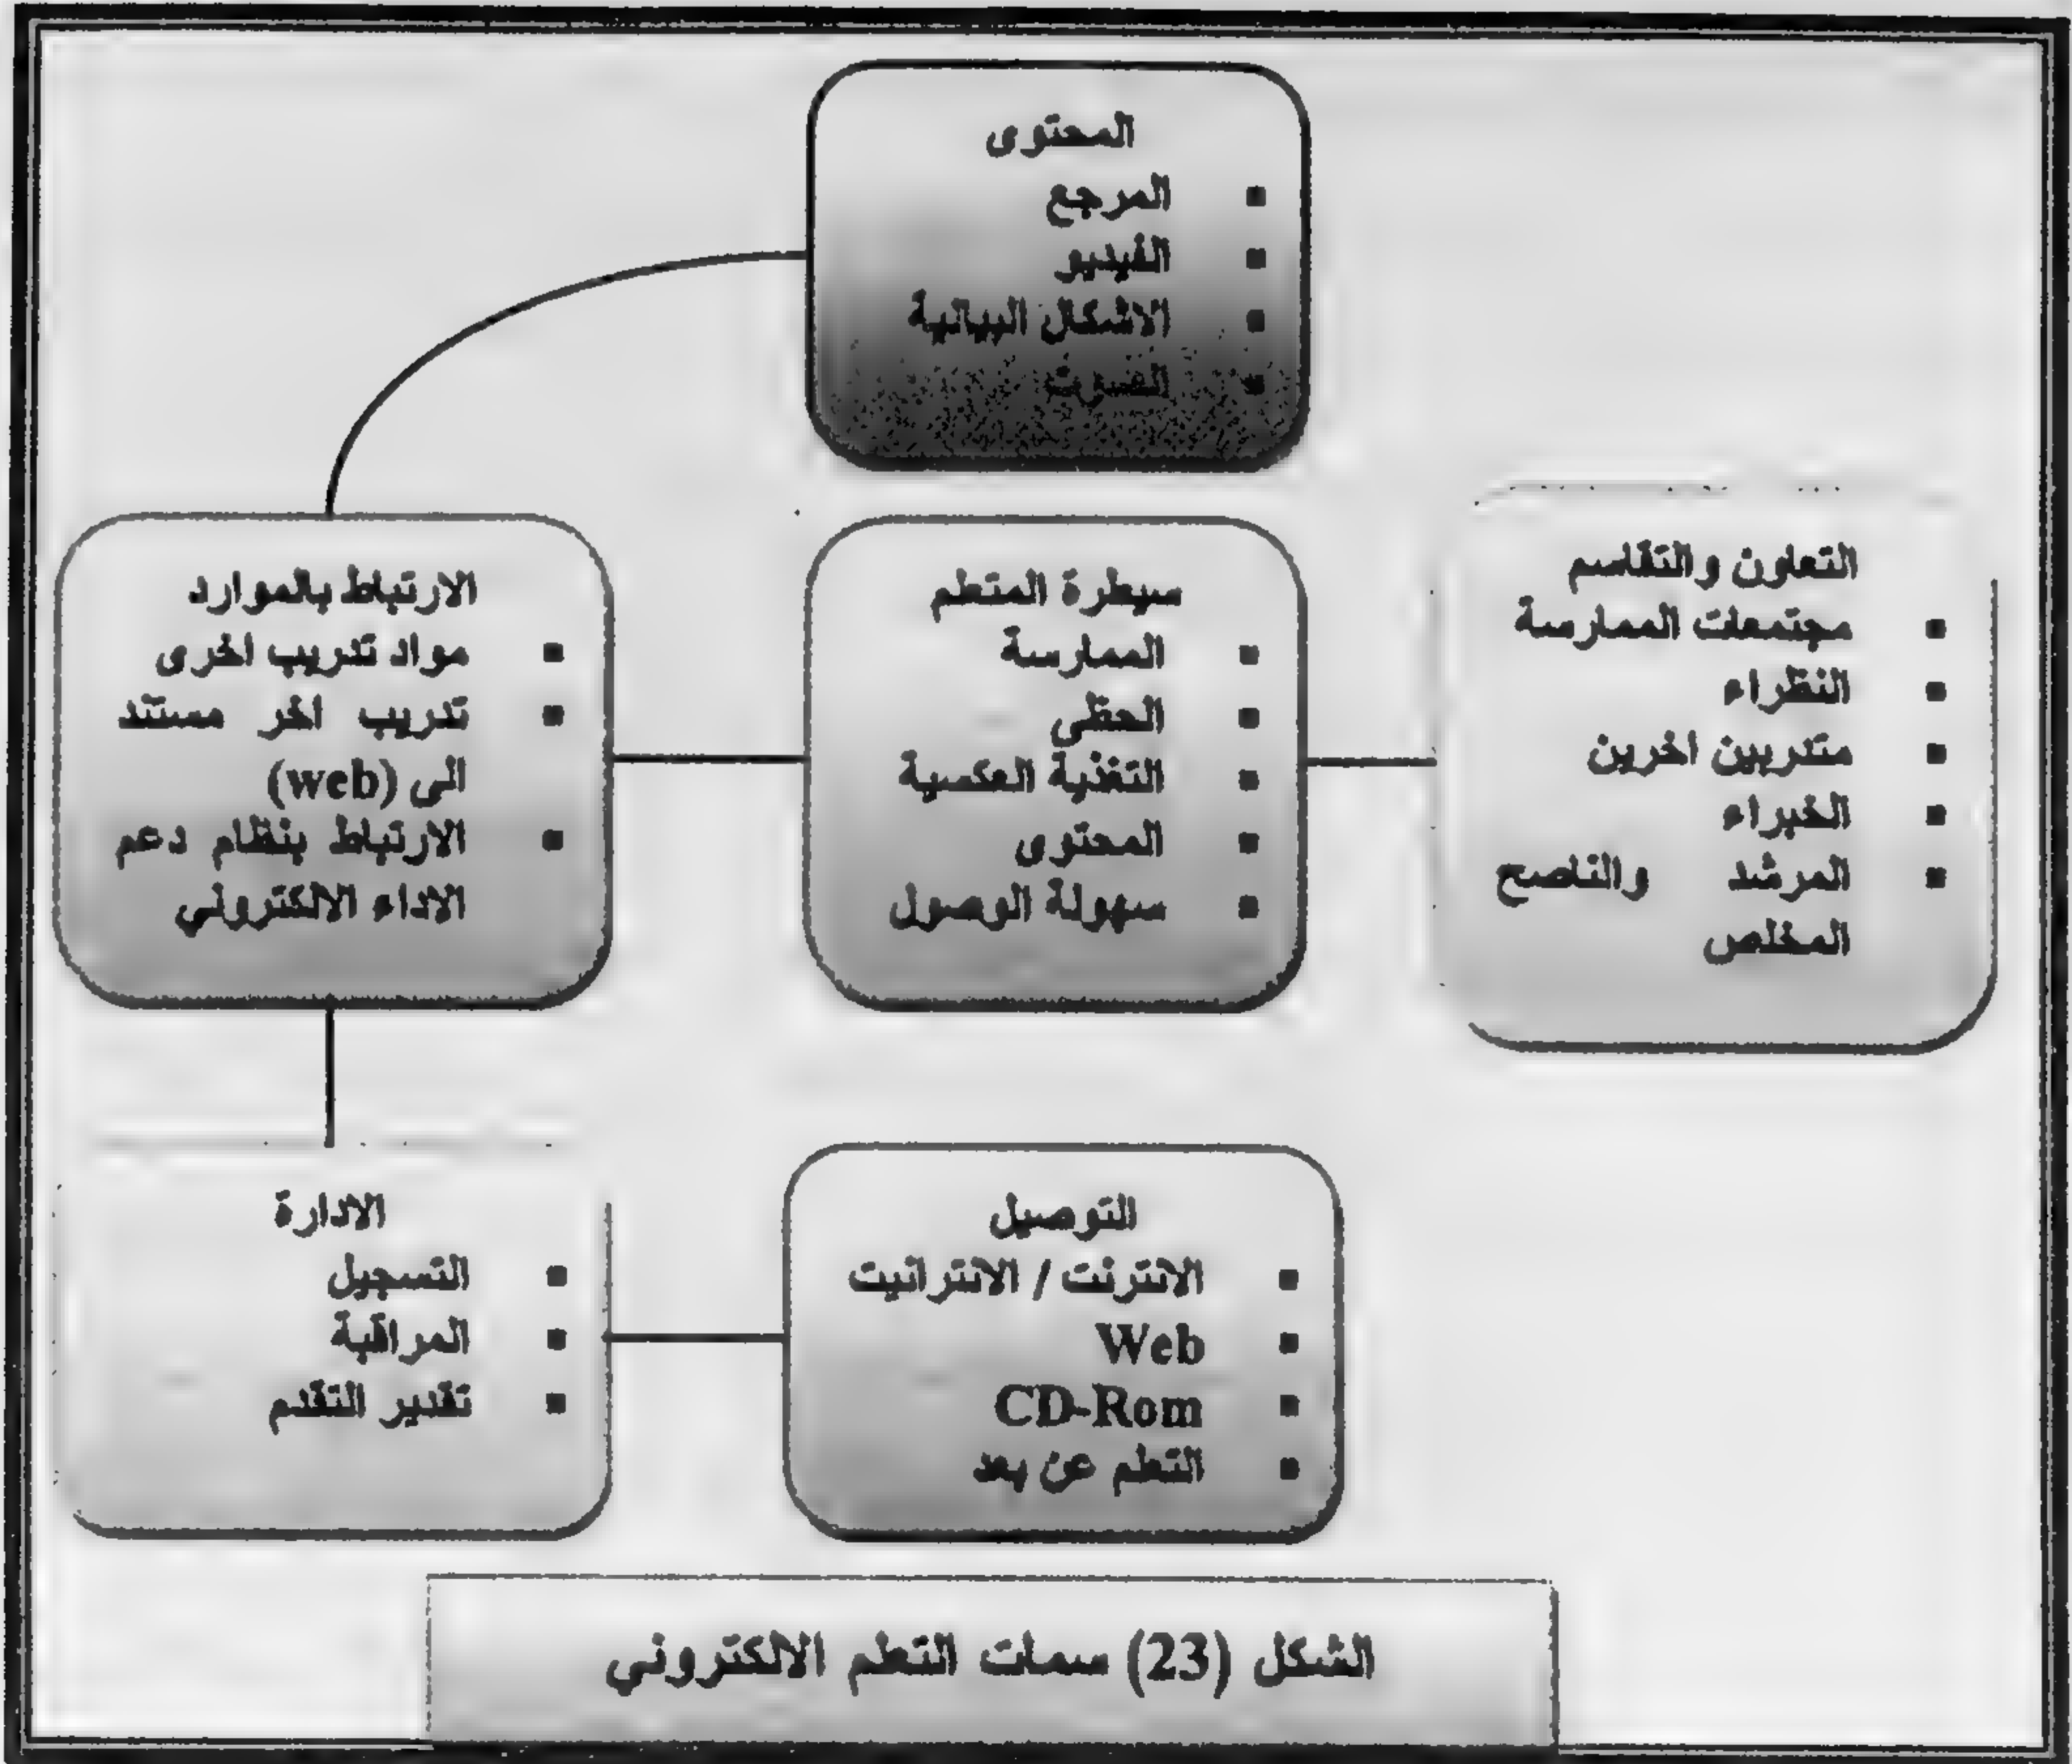 المحتوى
▪ المرجع
▪ الفيديو
▪ الاشكال البيانية
▪ الصوت
التعاون والتقاسم
▪ مجتمعات الممارسة
▪ النظراء
▪ متدربين اخرين
▪ الخبراء
▪ المرشد والناصح
المخلص
سيطرة المتعلم
▪ الممارسة
▪ الخطى
▪ التغذية العكسية
▪ المحتوى
▪ سهولة الوصول
الارتباط بالموارد
▪ مواد تدريب اخرى
▪ تدريب اخر مستند
الى (web)
▪ الارتباط بنظام دعم
الاداء الالكتروني
التوصيل
▪ الانترنت / الانترانيت
▪ Web
▪ CD-Rom
▪ التعلم عن بعد
الادارة
▪ التسجيل
▪ المراقبة
▪ تقدير التقدم
الشكل (23) سمات التعلم الالكتروني